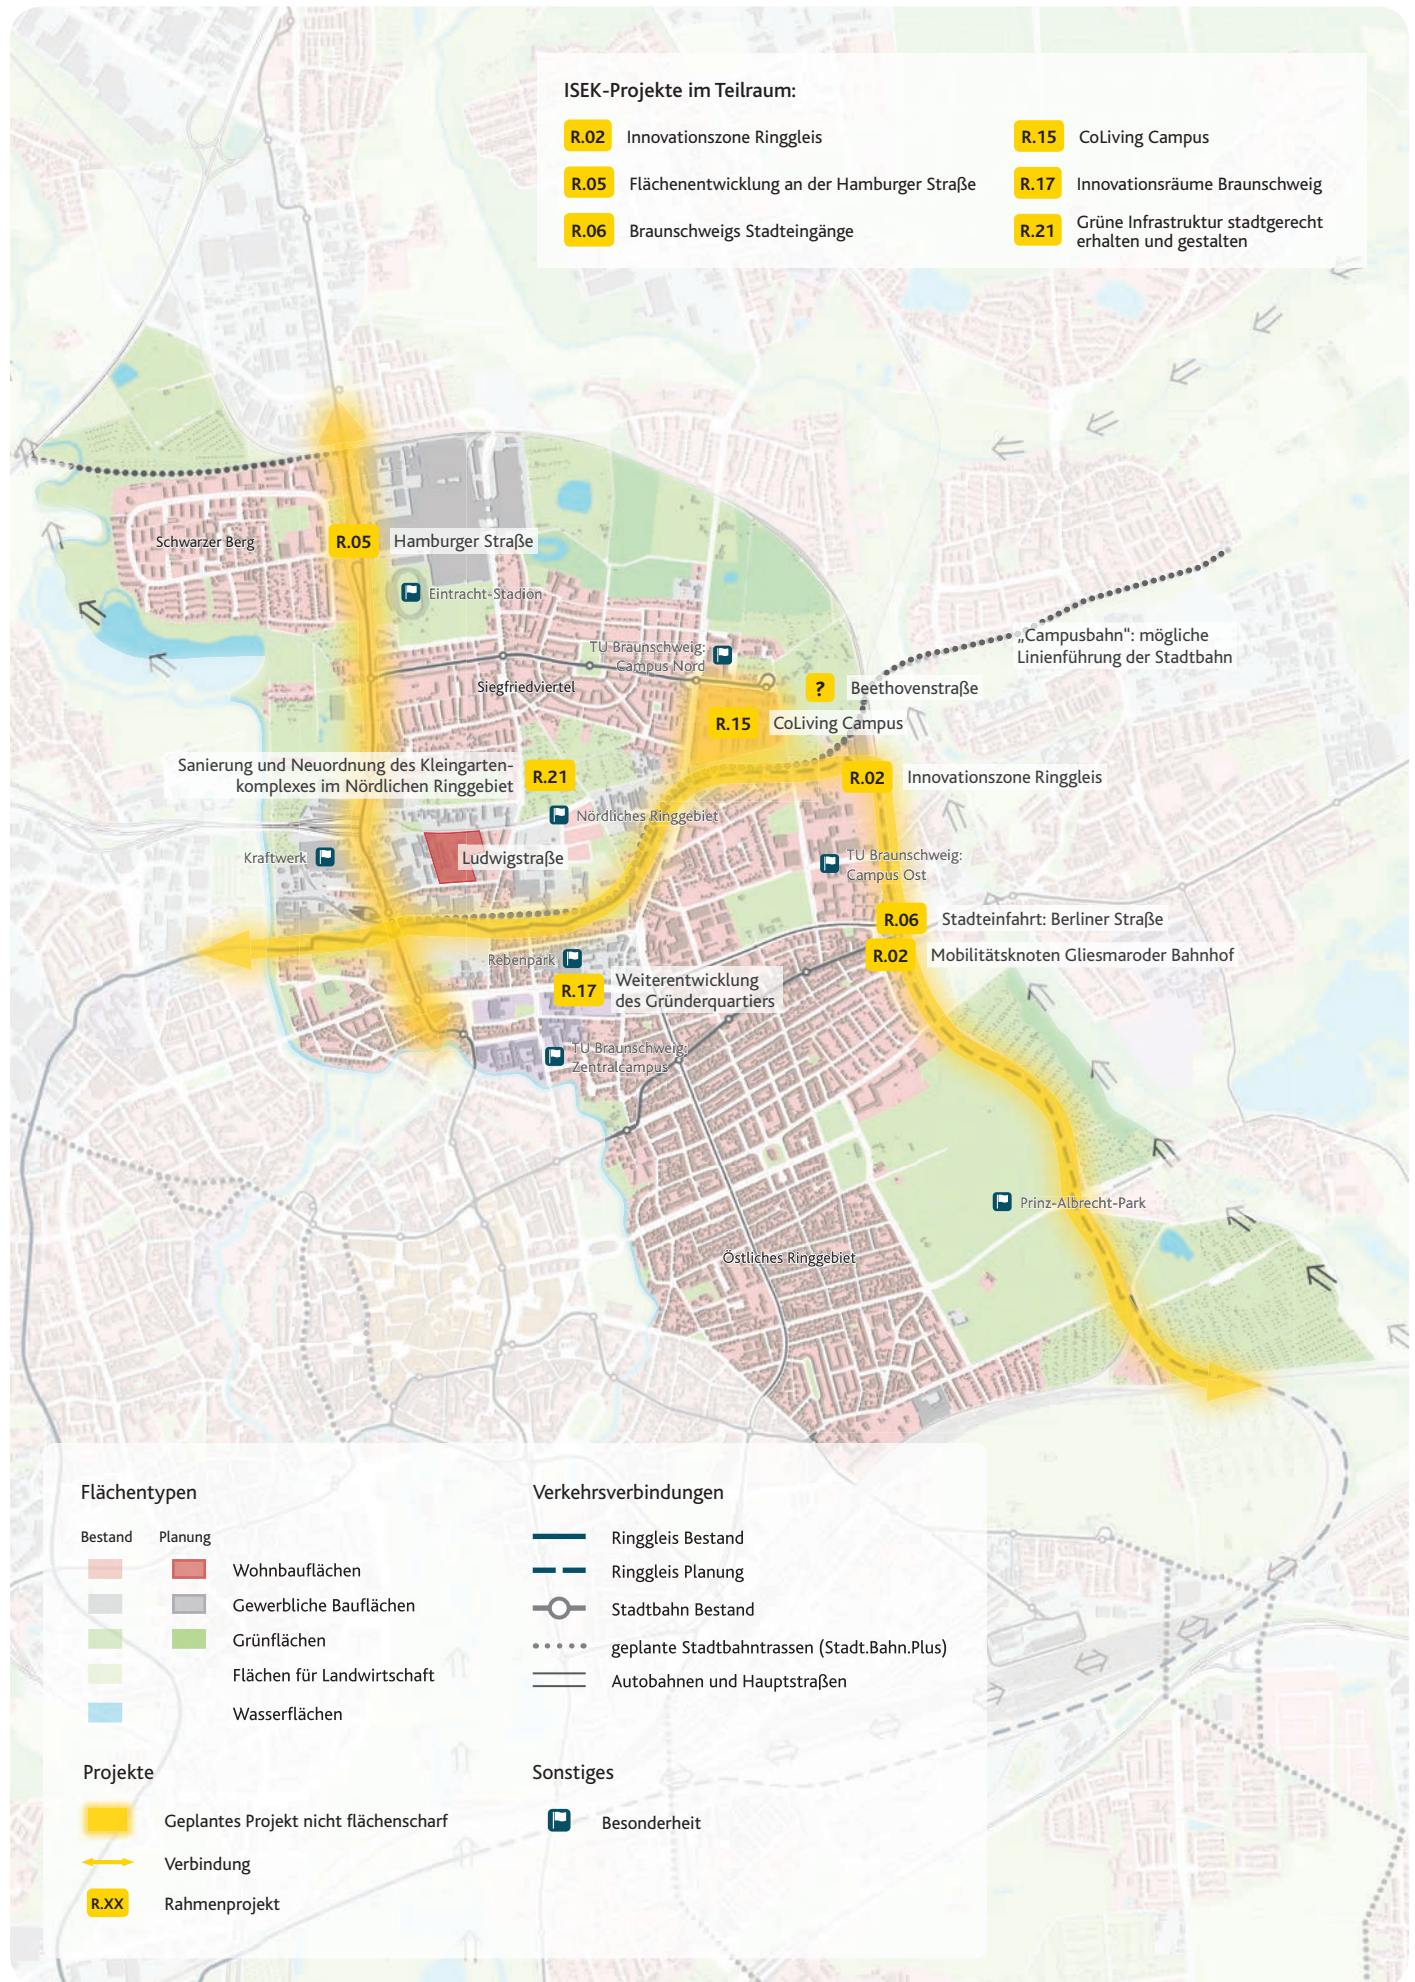 ISEK-Projekte im Teilraum:
R.02 Innovationszone Ringgleis
R.05 Flächenentwicklung an der Hamburger Straße
R.06 Braunschweigs Stadteingänge
R.15 CoLiving Campus
R.17 Innovationsräume Braunschweig
R.21 Grüne Infrastruktur stadtgerecht
erhalten und gestalten
Schwarzer Berg
R.05 Hamburger Straße
Eintracht-Stadion
TU Braunschweig:
Campus Nord
„Campusbahn“: mögliche
Linienführung der Stadtbahn
Siegfriedviertel
? Beethovenstraße
R.15 CoLiving Campus
Sanierung und Neuordnung des Kleingarten-
komplexes im Nördlichen Ringgebiet
R.21
R.02 Innovationszone Ringgleis
Nördliches Ringgebiet
Kraftwerk
Ludwigstraße
TU Braunschweig:
Campus Ost
R.06 Stadteinfahrt: Berliner Straße
R.02 Mobilitätsknoten Gliesmaroder Bahnhof
Rebenpark
R.17 Weiterentwicklung
des Gründerquartiers
TU Braunschweig:
Zentralcampus
Prinz-Albrecht-Park
Östliches Ringgebiet
Flächentypen
Bestand Planung
Wohnbauflächen
Gewerbliche Bauflächen
Grünflächen
Flächen für Landwirtschaft
Wasserflächen
Projekte
Geplantes Projekt nicht flächenscharf
Verbindung
R.XX Rahmenprojekt
Verkehrsverbindungen
Ringgleis Bestand
Ringgleis Planung
Stadtbahn Bestand
geplante Stadtbahntrassen (Stadt.Bahn.Plus)
Autobahnen und Hauptstraßen
Sonstiges
Besonderheit